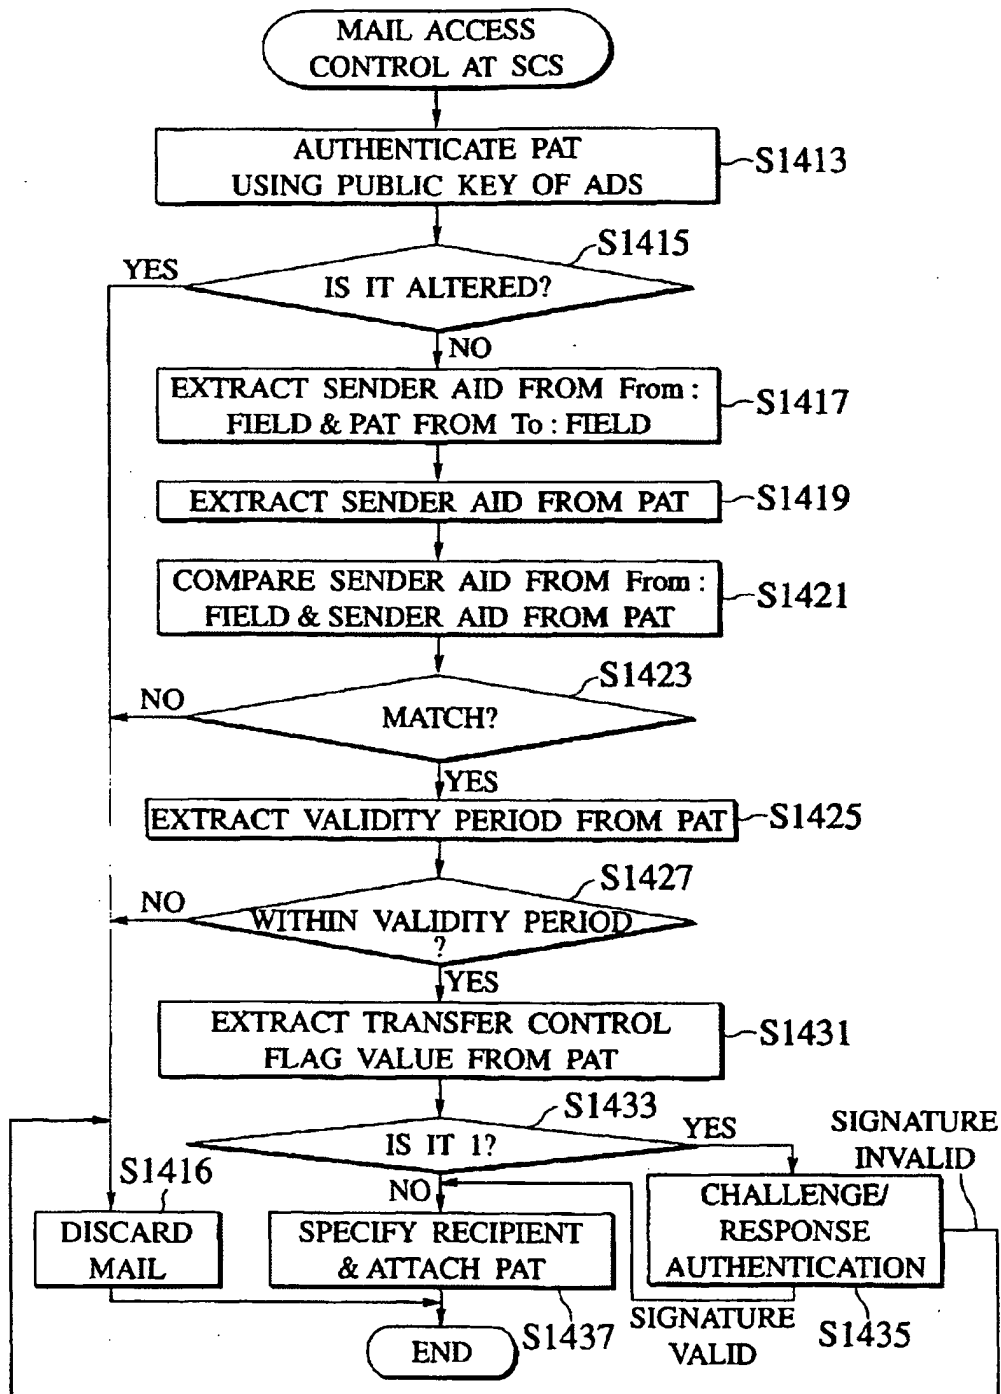 MAIL ACCESS
CONTROL AT SCS
AUTHENTICATE PAT
USING PUBLIC KEY OF ADS
S1413
S1415
YES
IS IT ALTERED?
NO
EXTRACT SENDER AID FROM From :
FIELD & PAT FROM To : FIELD
S1417
EXTRACT SENDER AID FROM PAT
S1419
COMPARE SENDER AID FROM From :
FIELD & SENDER AID FROM PAT
S1421
S1423
NO
MATCH?
YES
EXTRACT VALIDITY PERIOD FROM PAT
S1425
S1427
NO
WITHIN VALIDITY PERIOD
?
YES
EXTRACT TRANSFER CONTROL
FLAG VALUE FROM PAT
S1431
S1433
IS IT 1?
YES
SIGNATURE
INVALID
S1416
NO
DISCARD
MAIL
SPECIFY RECIPIENT
& ATTACH PAT
CHALLENGE/
RESPONSE
AUTHENTICATION
S1437
SIGNATURE
VALID
S1435
END